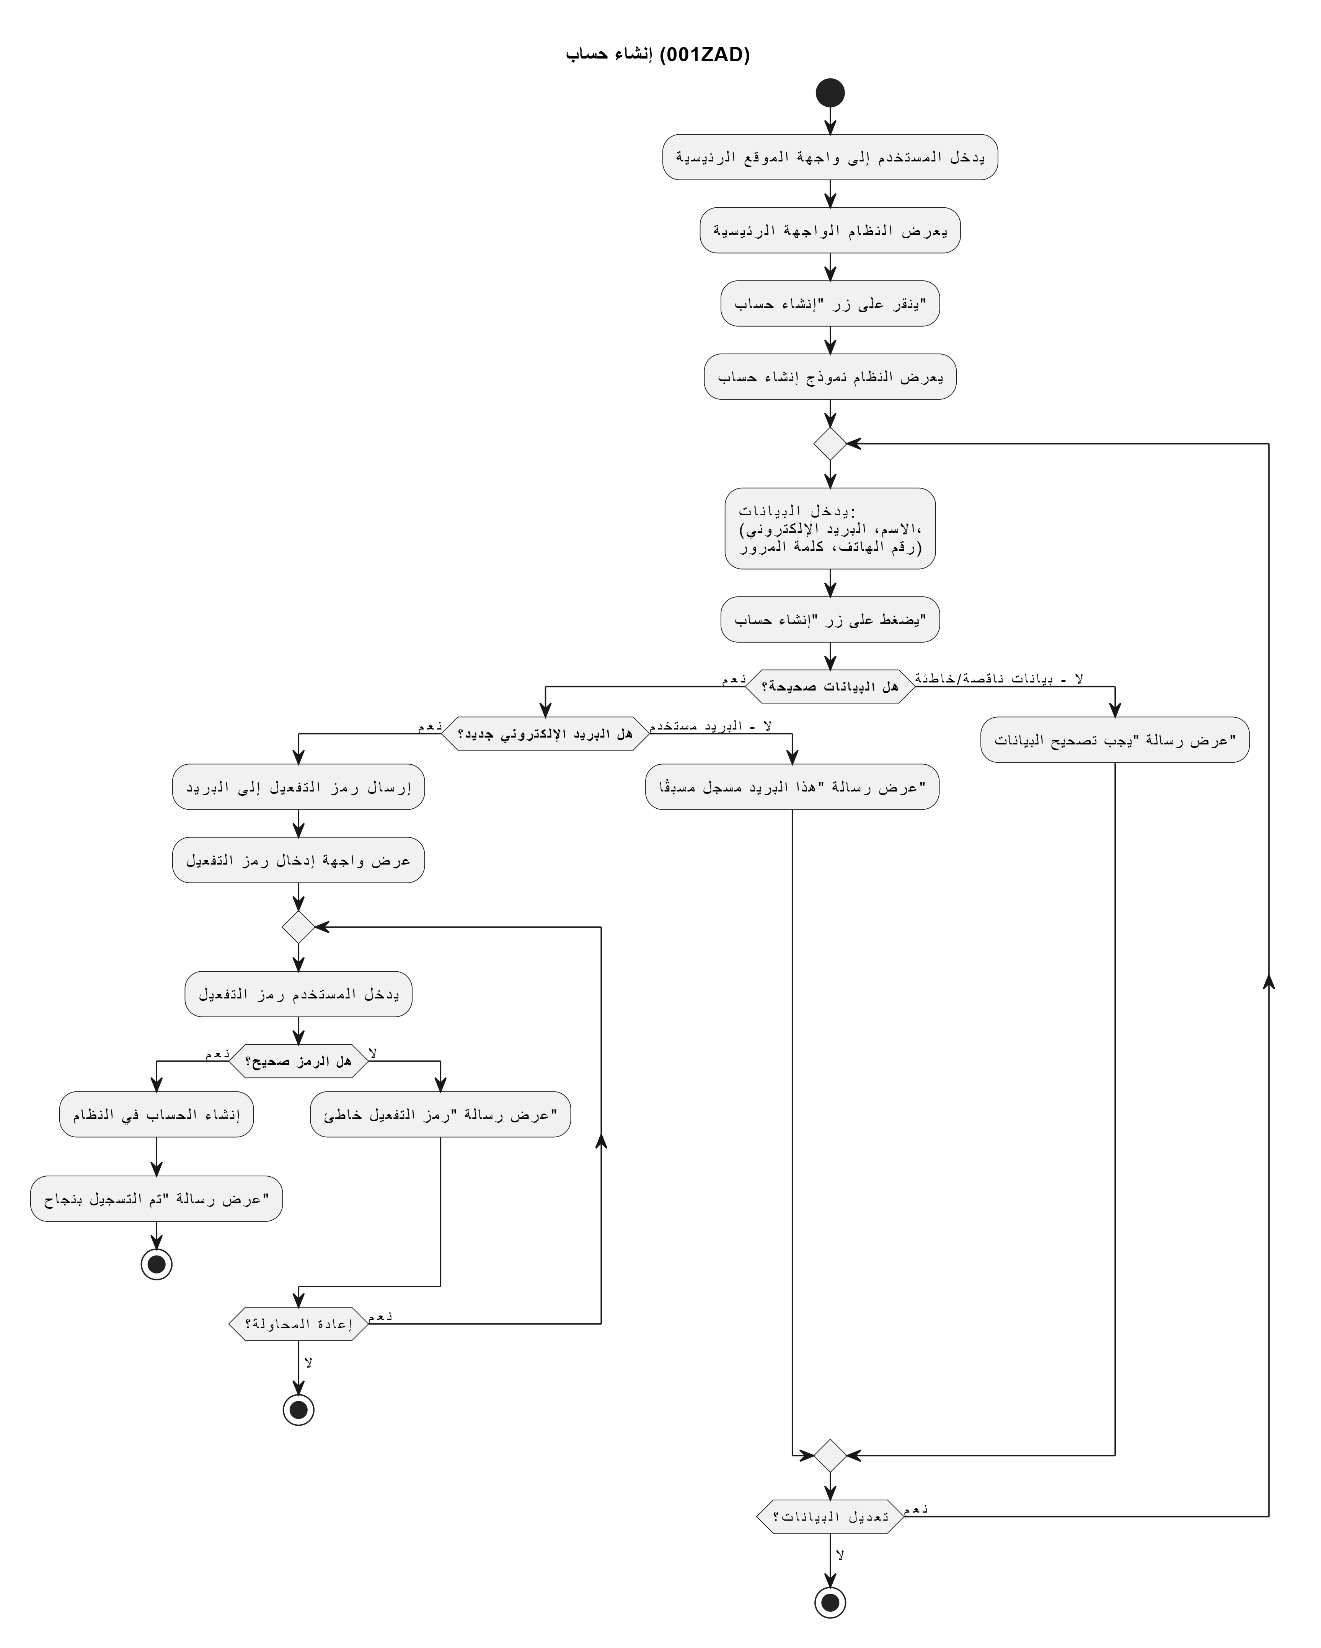 إنشاء حساب (001ZAD)
يدخل المستخدم إلى واجهة الموقع الرئيسية
يعرض النظام الواجهة الرئيسية
ينقر على زر "إنشاء حساب"
يعرض النظام نموذج إنشاء حساب
يدخل البيانات:
(الاسم، البريد الإلكتروني،
رقم الهاتف، كلمة المرور)
يضغط على زر "إنشاء حساب"
هل البيانات صحيحة؟
نعم
لا - بيانات ناقصة/خاطئة
هل البريد الإلكتروني جديد؟
نعم
لا - البريد مستخدم
عرض رسالة "يجب تصحيح البيانات"
إرسال رمز التفعيل إلى البريد
عرض رسالة "هذا البريد مسجل مسبقًا"
عرض واجهة إدخال رمز التفعيل
يدخل المستخدم رمز التفعيل
هل الرمز صحيح؟
نعم
لا
إنشاء الحساب في النظام
عرض رسالة "رمز التفعيل خاطئ"
عرض رسالة "تم التسجيل بنجاح"
إعادة المحاولة؟
نعم
لا
تعديل البيانات؟
نعم
لا